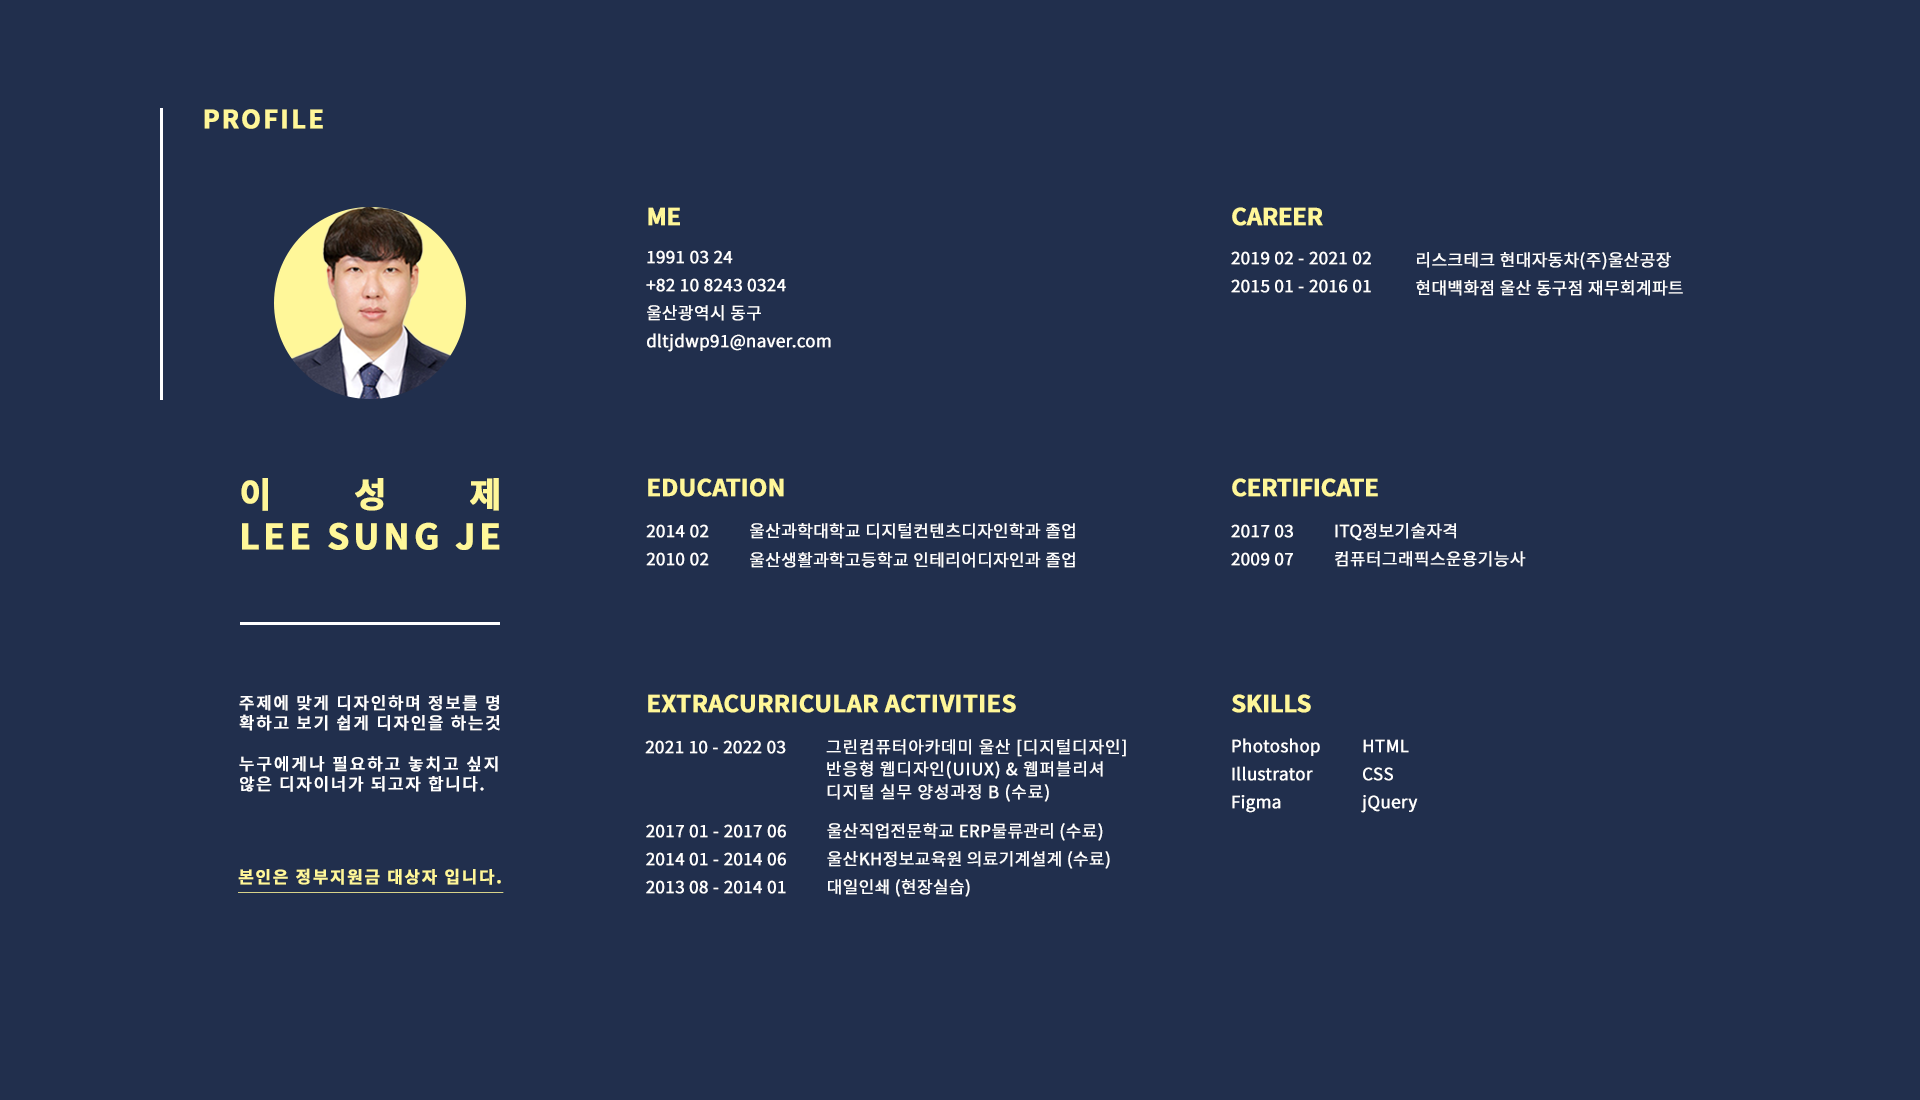 PROFILE
이 성 제
LEE SUNG JE
주제에 맞게 디자인하며 정보를 명
확하고 보기 쉽게 디자인을 하는것
누구에게나 필요하고 놓치고 싶지
않은 디자이너가 되고자 합니다.
본인은 정부지원금 대상자 입니다.
ME
1991 03 24
+82 10 8243 0324
울산광역시 동구
dltjdwp91@naver.com
CAREER
2019 02 - 2021 02 리스크테크 현대자동차(주)울산공장
2015 01 - 2016 01 현대백화점 울산 동구점 재무회계파트
EDUCATION
2014 02 울산과학대학교 디지털컨텐츠디자인학과 졸업
2010 02 울산생활과학고등학교 인테리어디자인과 졸업
CERTIFICATE
2017 03 ITQ정보기술자격
2009 07 컴퓨터그래픽스운용기능사
EXTRACURRICULAR ACTIVITIES
2021 10 - 2022 03 그린컴퓨터아카데미 울산 [디지털디자인]
반응형 웹디자인(UIUX) & 웹퍼블리셔
디지털 실무 양성과정 B (수료)
2017 01 - 2017 06 울산직업전문학교 ERP물류관리 (수료)
2014 01 - 2014 06 울산KH정보교육원 의료기계설계 (수료)
2013 08 - 2014 01 대일인쇄 (현장실습)
SKILLS
Photoshop HTML
Illustrator CSS
Figma jQuery